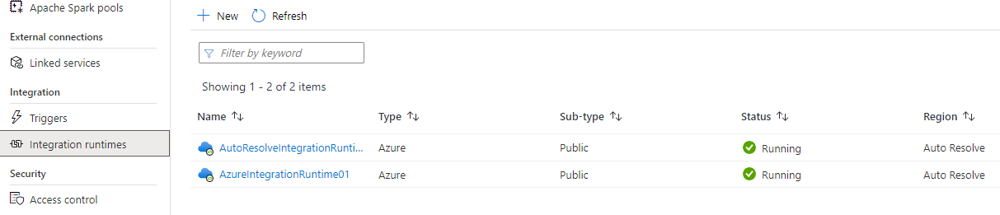 Apache Spark pools
External connections
Linked services
Integration
Triggers
Integration runtimes
Security
Access control
New Refresh
Filter by keyword
Showing 1 - 2 of 2 items
Name Type Sub-type Status Region
AutoResolveIntegrationRunti... Azure Public Running Auto Resolve
AzureIntegrationRuntime01 Azure Public Running Auto Resolve